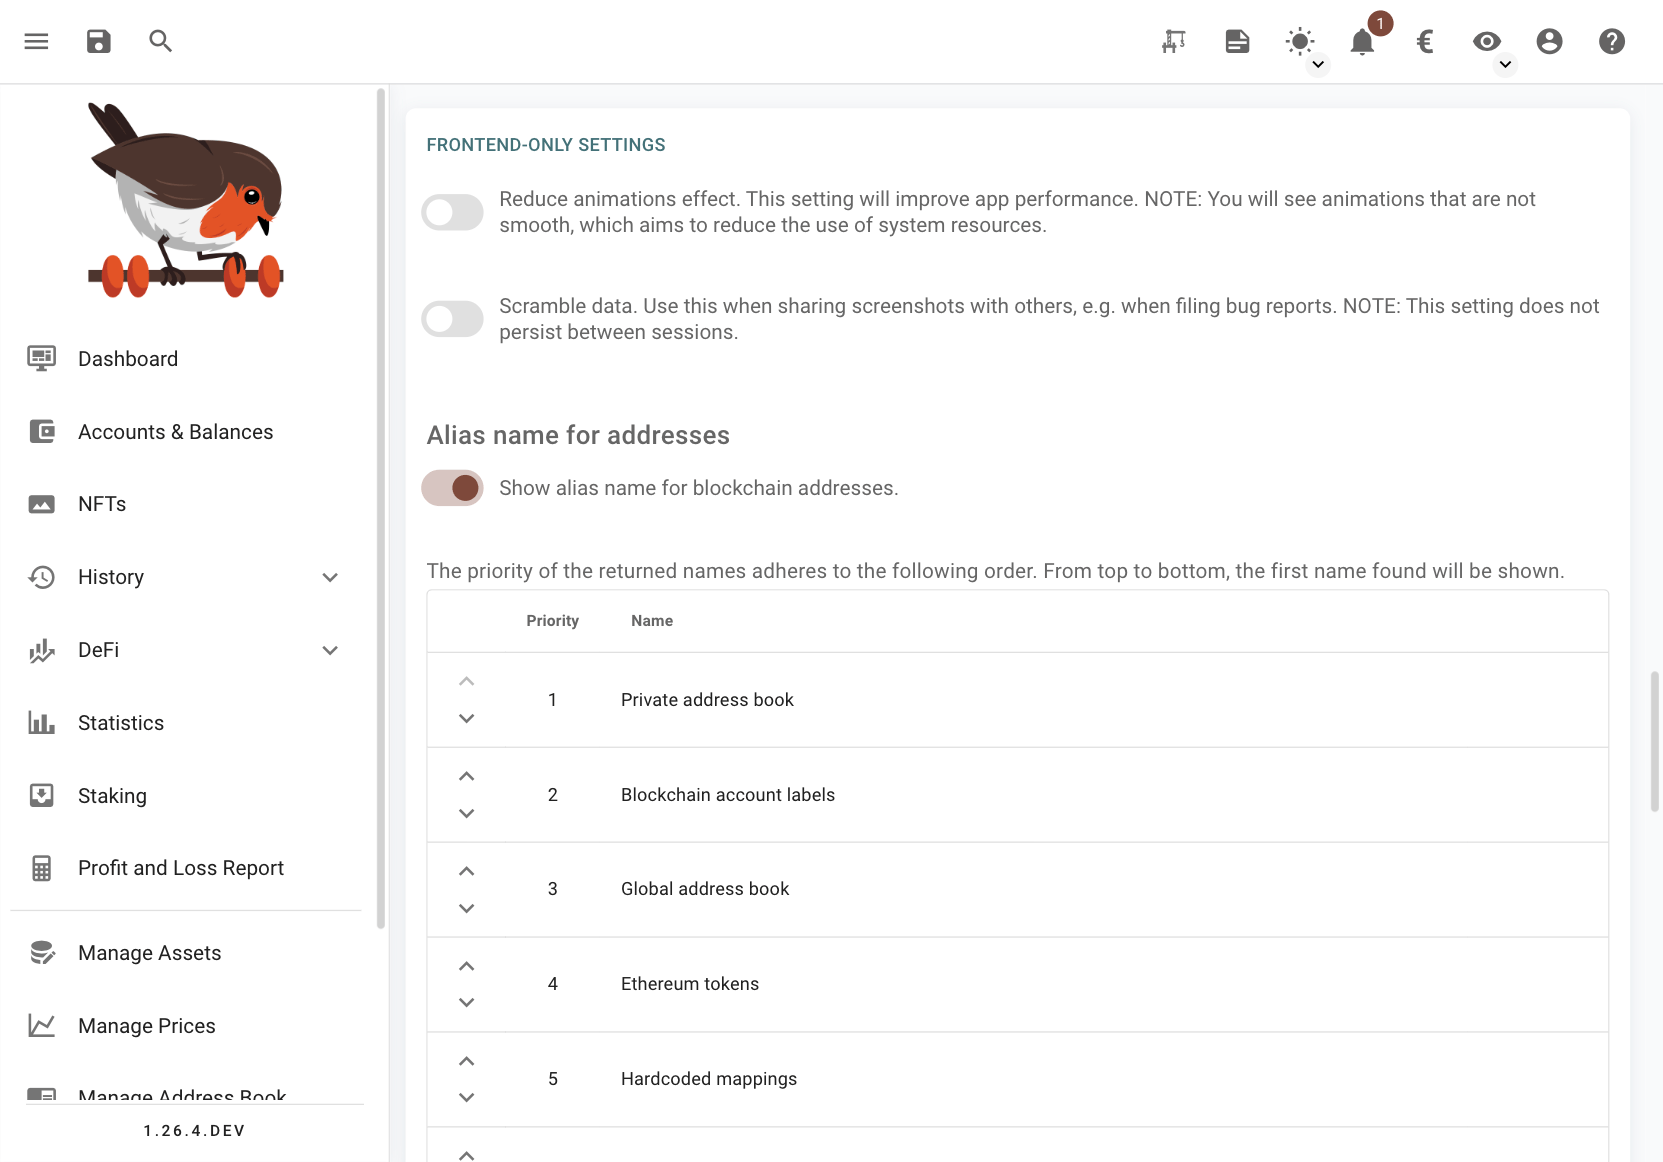 1
Dashboard
Accounts & Balances
NFTs
History
DeFi
Statistics
Staking
Profit and Loss Report
Manage Assets
Manage Prices
Manage Address Book
1.26.4.DEV
FRONTEND-ONLY SETTINGS
Reduce animations effect. This setting will improve app performance. NOTE: You will see animations that are not
smooth, which aims to reduce the use of system resources.
Scramble data. Use this when sharing screenshots with others, e.g. when filing bug reports. NOTE: This setting does not
persist between sessions.
Alias name for addresses
Show alias name for blockchain addresses.
The priority of the returned names adheres to the following order. From top to bottom, the first name found will be shown.
Priority Name
1 Private address book
2 Blockchain account labels
3 Global address book
4 Ethereum tokens
5 Hardcoded mappings